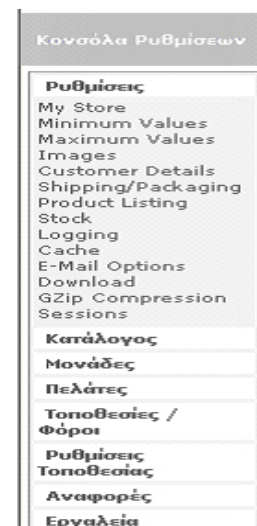 Κονσόλα Ρυθμίσεων
Ρυθμίσεις
My Store
Minimum Values
Maximum Values
Images
Customer Details
Shipping/Packaging
Product Listing
Stock
Logging
Cache
E-Mail Options
Download
GZip Compression
Sessions
Κατάλογος
Μονάδες
Πελάτες
Τοποθεσίες /
Φόροι
Ρυθμίσεις
Τοποθεσίας
Αναφορές
Εργαλεία